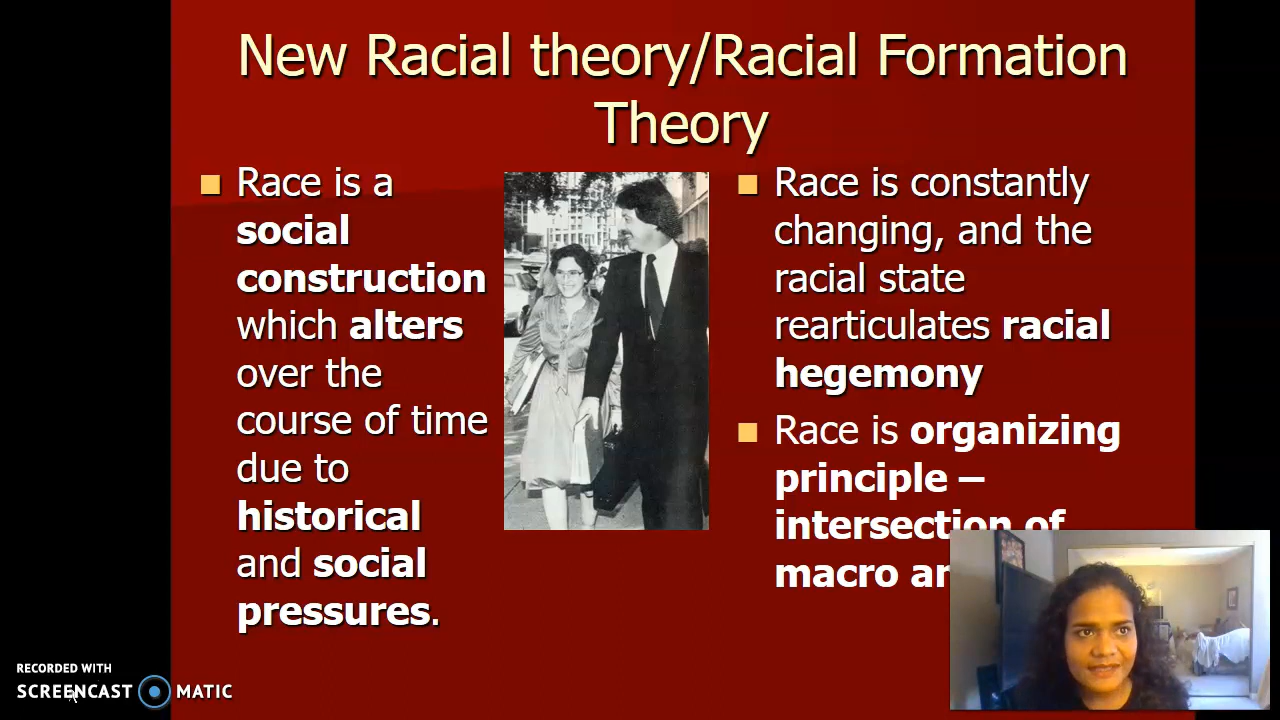 New Racial theory/Racial Formation
Theory
Race is a
social
construction
which alters
over the
course of time
due to
historical
and social
pressures.
Race is constantly
changing, and the
racial state
rearticulates racial
hegemony
Race is organizing
principle –
intersection of
macro
RECORDED WITH
SCREENCAST MATIC